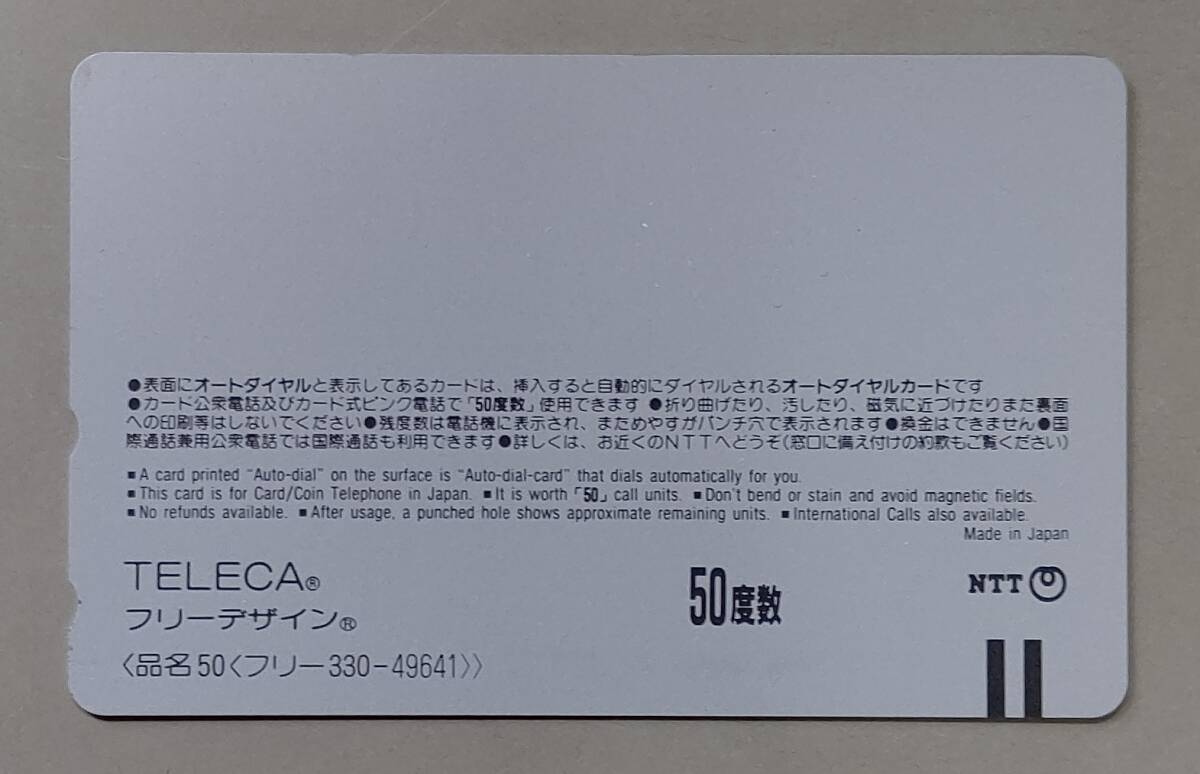 ●表面にオートダイヤルと表示してあるカードは、挿入すると自動的にダイヤルされるオートダイヤルカードです
●カード公衆電話及びカード式ピンク電話で「50度数」使用できます ●折り曲げたり、汚したり、磁気に近づけたりまた裏面
への印刷等はしないでください●残度数は電話機に表示され、まためやすがパンチ穴で表示されます●換金はできません●国
際通話兼用公衆電話では国際通話も利用できます●詳しくは、お近くのNTTへどうぞ(窓口に備え付けの約款もご覧ください)
■A card printed "Auto-dial" on the surface is "Auto-dial-card" that dials automatically for you.
■This card is for Card/Coin Telephone in Japan. ■It is worth「50」call units. ■Don't bend or stain and avoid magnetic fields.
■No refunds available. ■After usage, a punched hole shows approximate remaining units. ■International Calls also available.
Made in Japan
TELECA®
フリーデザイン®
50度数
NTT
〈品名50〈フリー330-49641〉〉